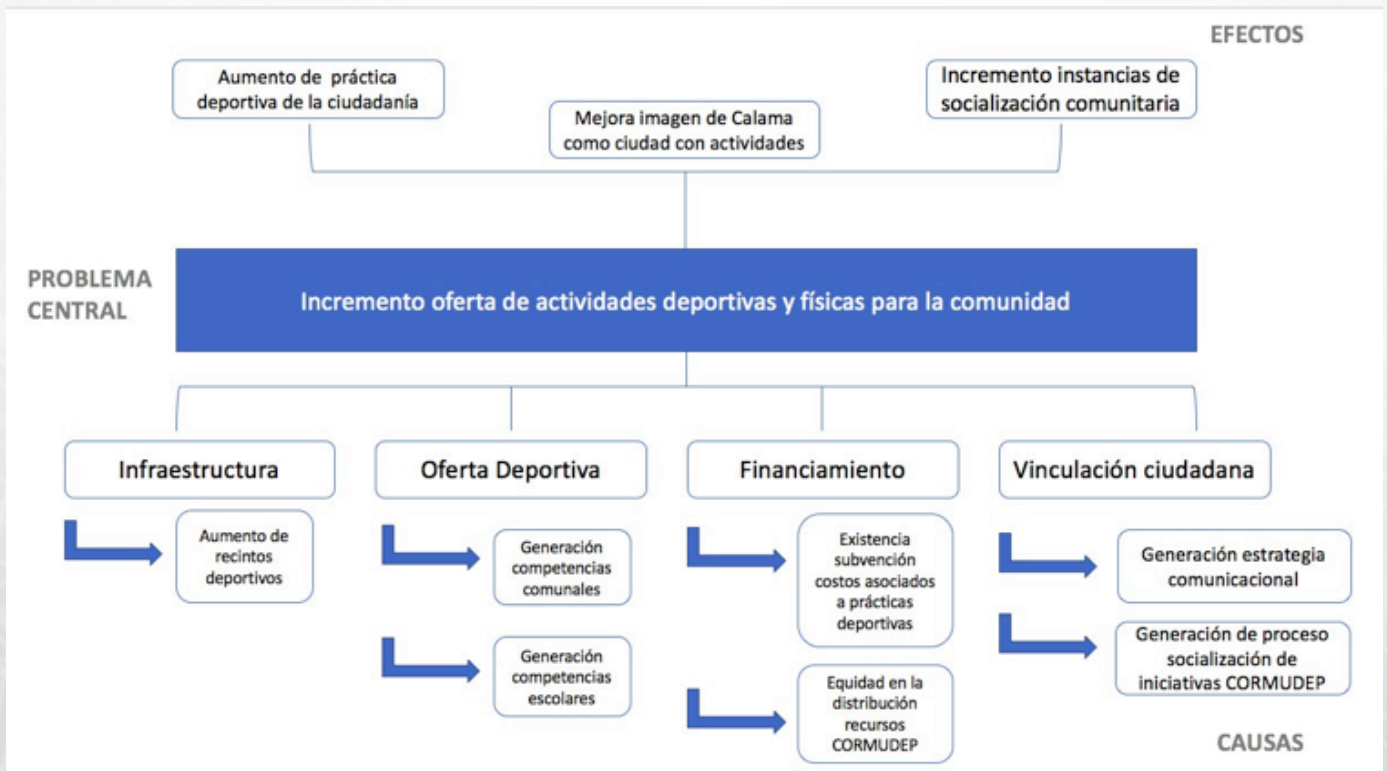 EFECTOS
Aumento de práctica
deportiva de la ciudadanía
Mejora imagen de Calama
como ciudad con actividades
Incremento instancias de
socialización comunitaria
PROBLEMA
CENTRAL
Incremento oferta de actividades deportivas y físicas para la comunidad
Infraestructura
Aumento de
recintos
deportivos
Oferta Deportiva
Generación
competencias
comunales
Generación
competencias
escolares
Financiamiento
Existencia
subvención
costos asociados
a prácticas
deportivas
Equidad en la
distribución
recursos
CORMUDEP
Vinculación ciudadana
Generación estrategia
comunicacional
Generación de proceso
socialización de
iniciativas CORMUDEP
CAUSAS